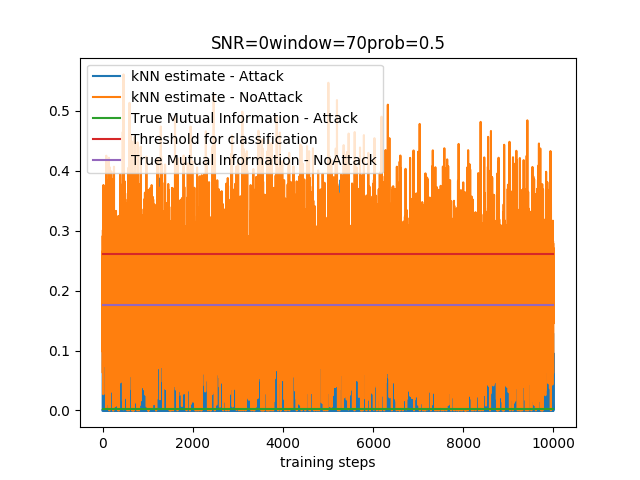 SNR=0window=70prob=0.5
kNN estimate - Attack
kNN estimate - NoAttack
True Mutual Information - Attack
Threshold for classification
True Mutual Information - NoAttack
0.5
0.4
0.3
0.2
0.1
0.0
0 2000 4000 6000 8000 10000
training steps